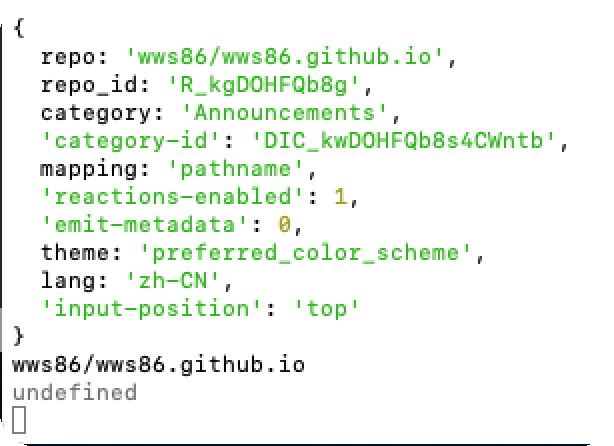 {
  repo: 'wws86/wws86.github.io',
  repo_id: 'R_kgDOHFQb8g',
  category: 'Announcements',
  'category-id': 'DIC_kwDOHFQb8s4CWntb',
  mapping: 'pathname',
  'reactions-enabled': 1,
  'emit-metadata': 0,
  theme: 'preferred_color_scheme',
  lang: 'zh-CN',
  'input-position': 'top'
}
wws86/wws86.github.io
undefined